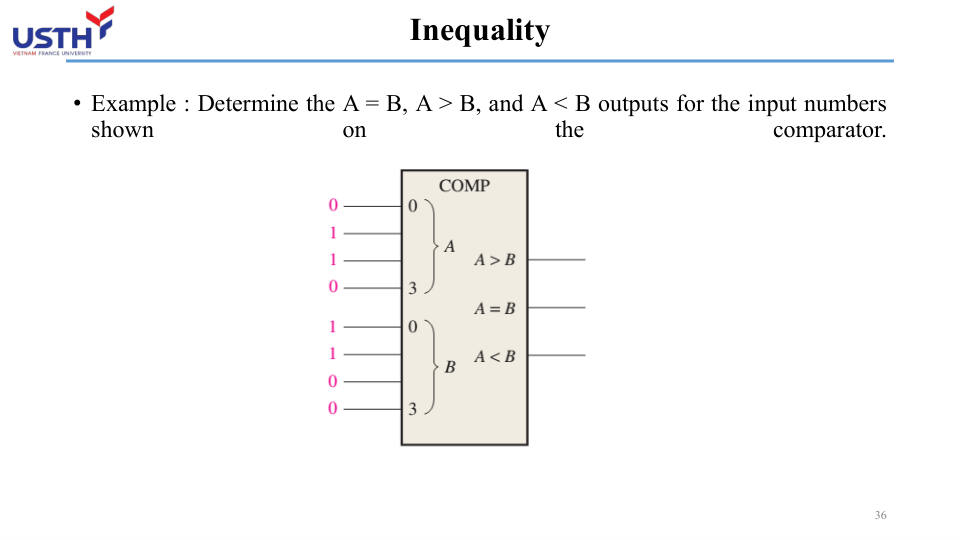 USTH
VIETNAM FRANCE UNIVERSITY
Inequality
• Example : Determine the A = B, A > B, and A < B outputs for the input numbers
shown on the comparator.
COMP
0 0
1
1 A
A > B
0 3
A = B
1 0
1
A < B
B
0
0 3
36